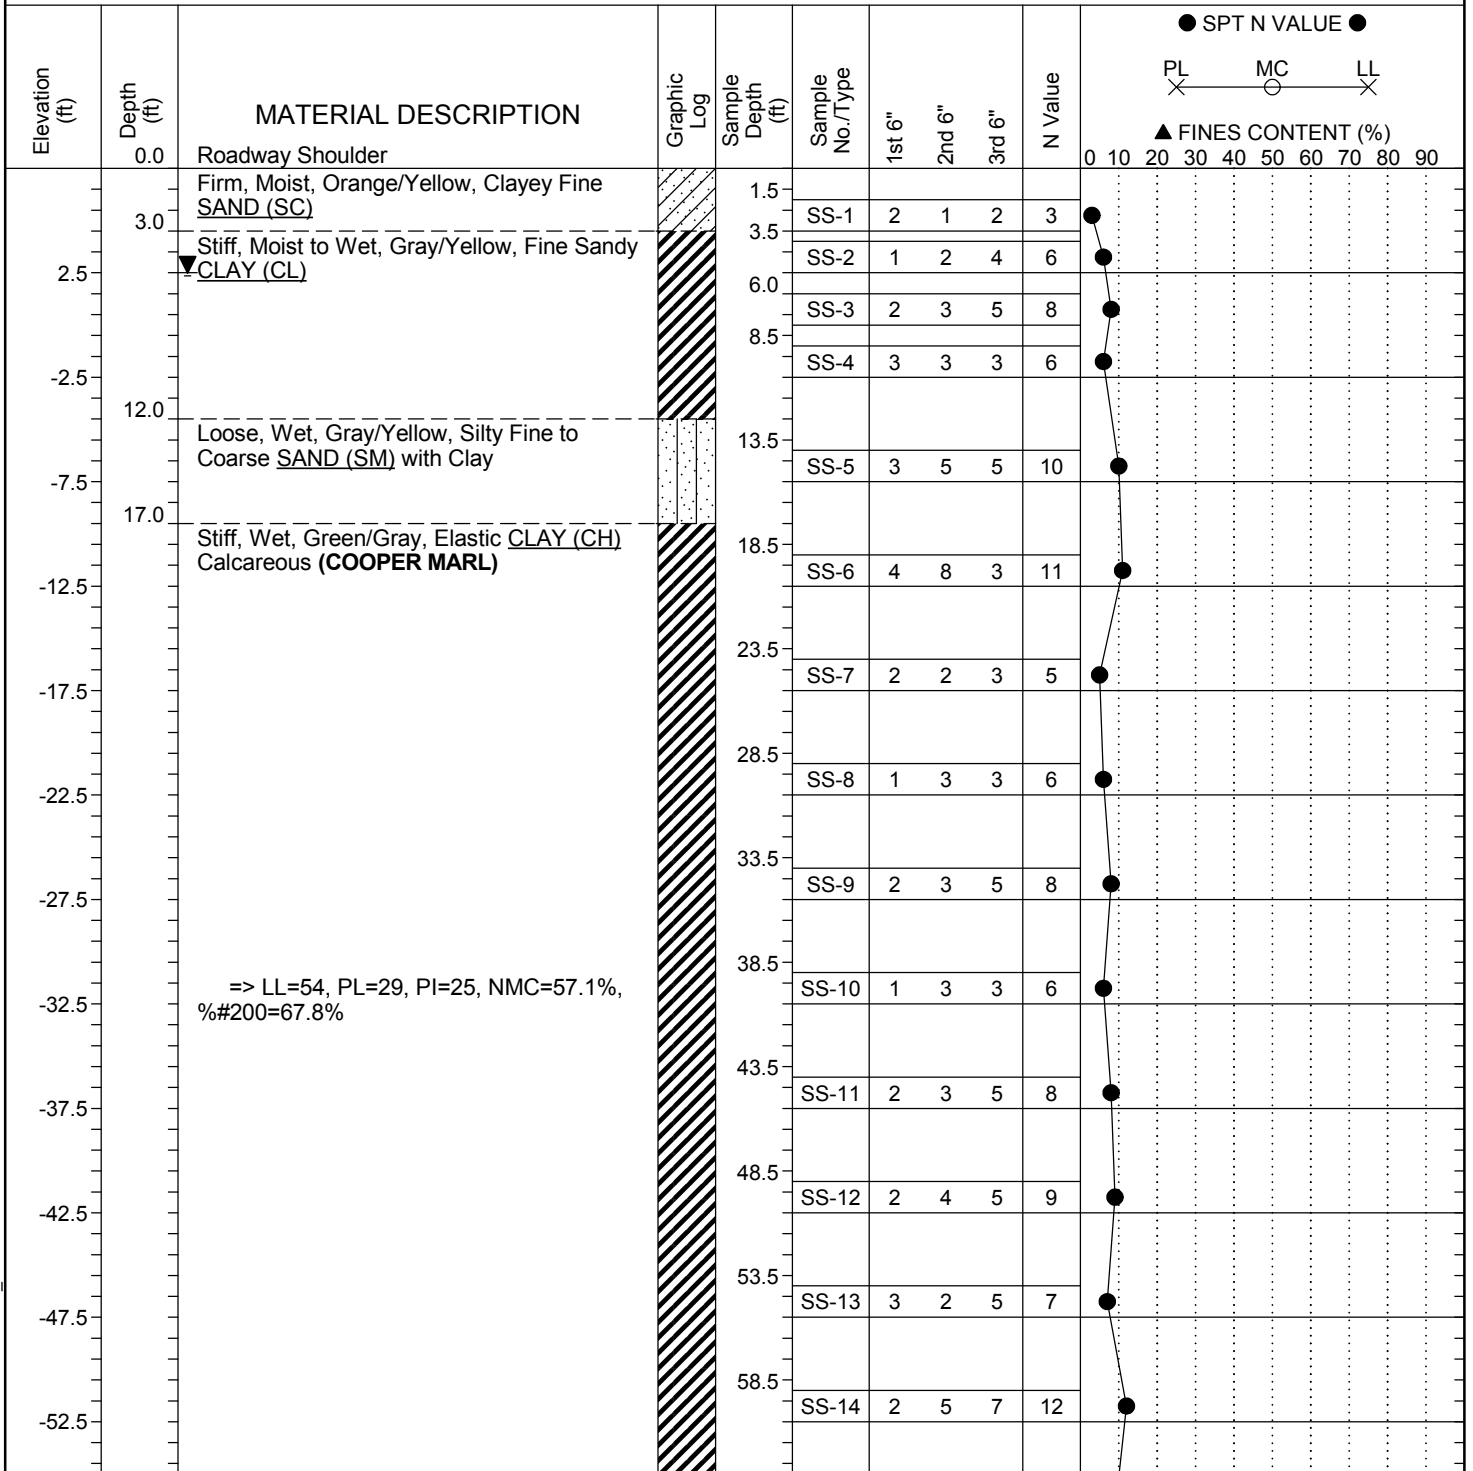 ● SPT N VALUE ●
PL MC LL
▲ FINES CONTENT (%)
0 10 20 30 40 50 60 70 80 90
Elevation (ft)
Depth (ft)
MATERIAL DESCRIPTION
Graphic Log
Sample Depth (ft)
Sample No./Type
1st 6"
2nd 6"
3rd 6"
N Value
0.0 Roadway Shoulder
Firm, Moist, Orange/Yellow, Clayey Fine
1.5
SAND (SC)
3.0
SS-1 2 1 2 3
3.5
Stiff, Moist to Wet, Gray/Yellow, Fine Sandy
CLAY (CL)
SS-2 1 2 4 6
2.5
6.0
SS-3 2 3 5 8
8.5
SS-4 3 3 3 6
-2.5
12.0
Loose, Wet, Gray/Yellow, Silty Fine to
Coarse SAND (SM) with Clay
13.5
SS-5 3 5 5 10
-7.5
17.0
Stiff, Wet, Green/Gray, Elastic CLAY (CH)
Calcareous (COOPER MARL)
18.5
SS-6 4 8 3 11
-12.5
23.5
SS-7 2 2 3 5
-17.5
28.5
SS-8 1 3 3 6
-22.5
33.5
SS-9 2 3 5 8
-27.5
38.5
=> LL=54, PL=29, PI=25, NMC=57.1%,
%#200=67.8%
SS-10 1 3 3 6
-32.5
43.5
SS-11 2 3 5 8
-37.5
48.5
SS-12 2 4 5 9
-42.5
53.5
SS-13 3 2 5 7
-47.5
58.5
SS-14 2 5 7 12
-52.5